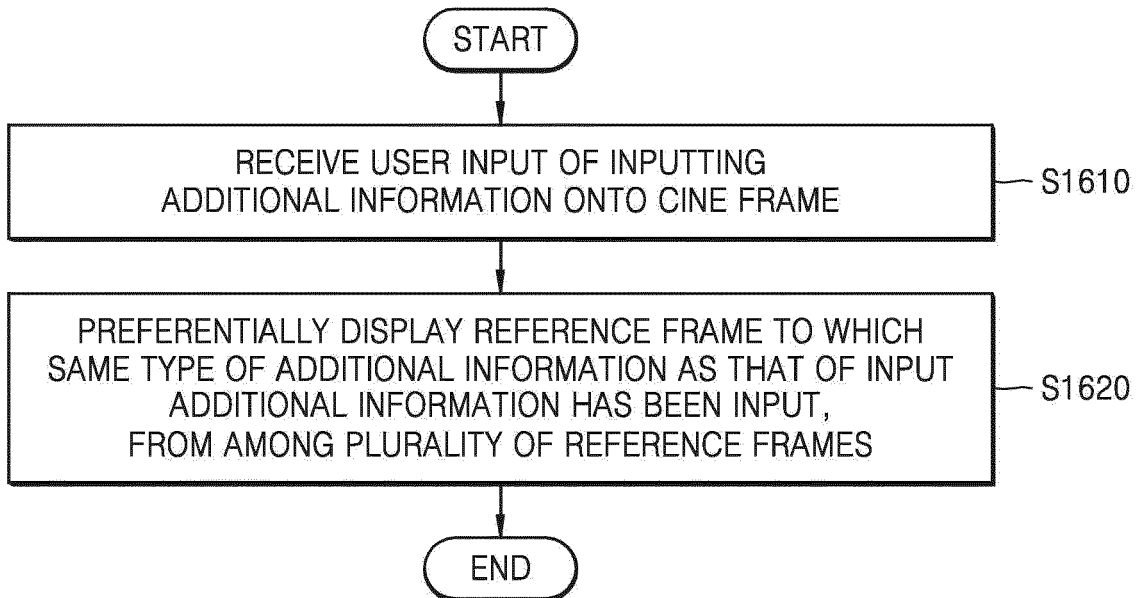 START
RECEIVE USER INPUT OF INPUTTING
ADDITIONAL INFORMATION ONTO CINE FRAME
S1610
PREFERENTIALLY DISPLAY REFERENCE FRAME TO WHICH
SAME TYPE OF ADDITIONAL INFORMATION AS THAT OF INPUT
ADDITIONAL INFORMATION HAS BEEN INPUT,
FROM AMONG PLURALITY OF REFERENCE FRAMES
S1620
END